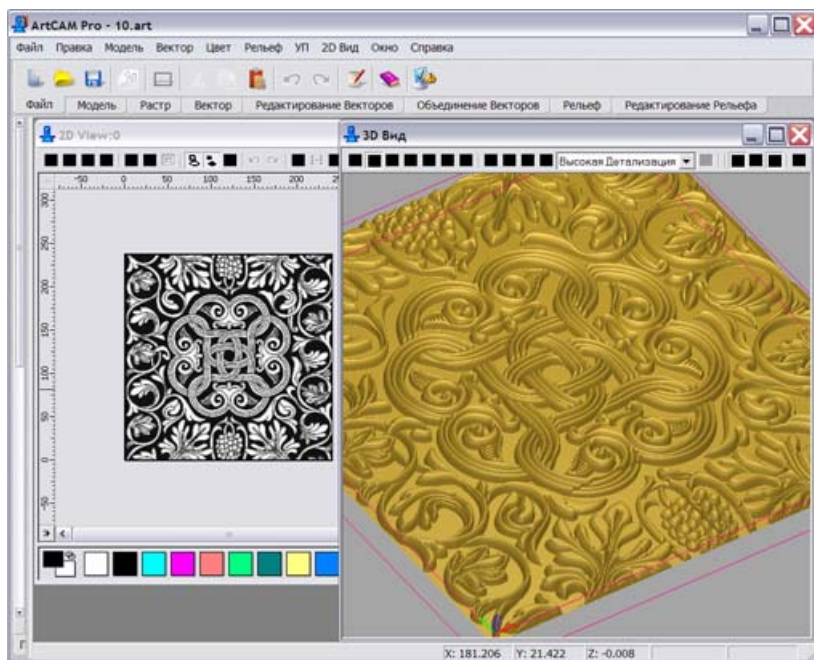 ArtCAM Pro - 10.art
Файл Правка Модель Вектор Цвет Рельеф УП 2D Вид Окно Справка
Файл Модель Растр Вектор Редактирование Векторов Объединение Векторов Рельеф Редактирование Рельефа
2D View:0
3D Вид
Высокая Детализация
-50 0 50 100 150 200
300
250
200
150
100
50
0
-50
X: 181.206 Y: 21.422 Z: -0.008